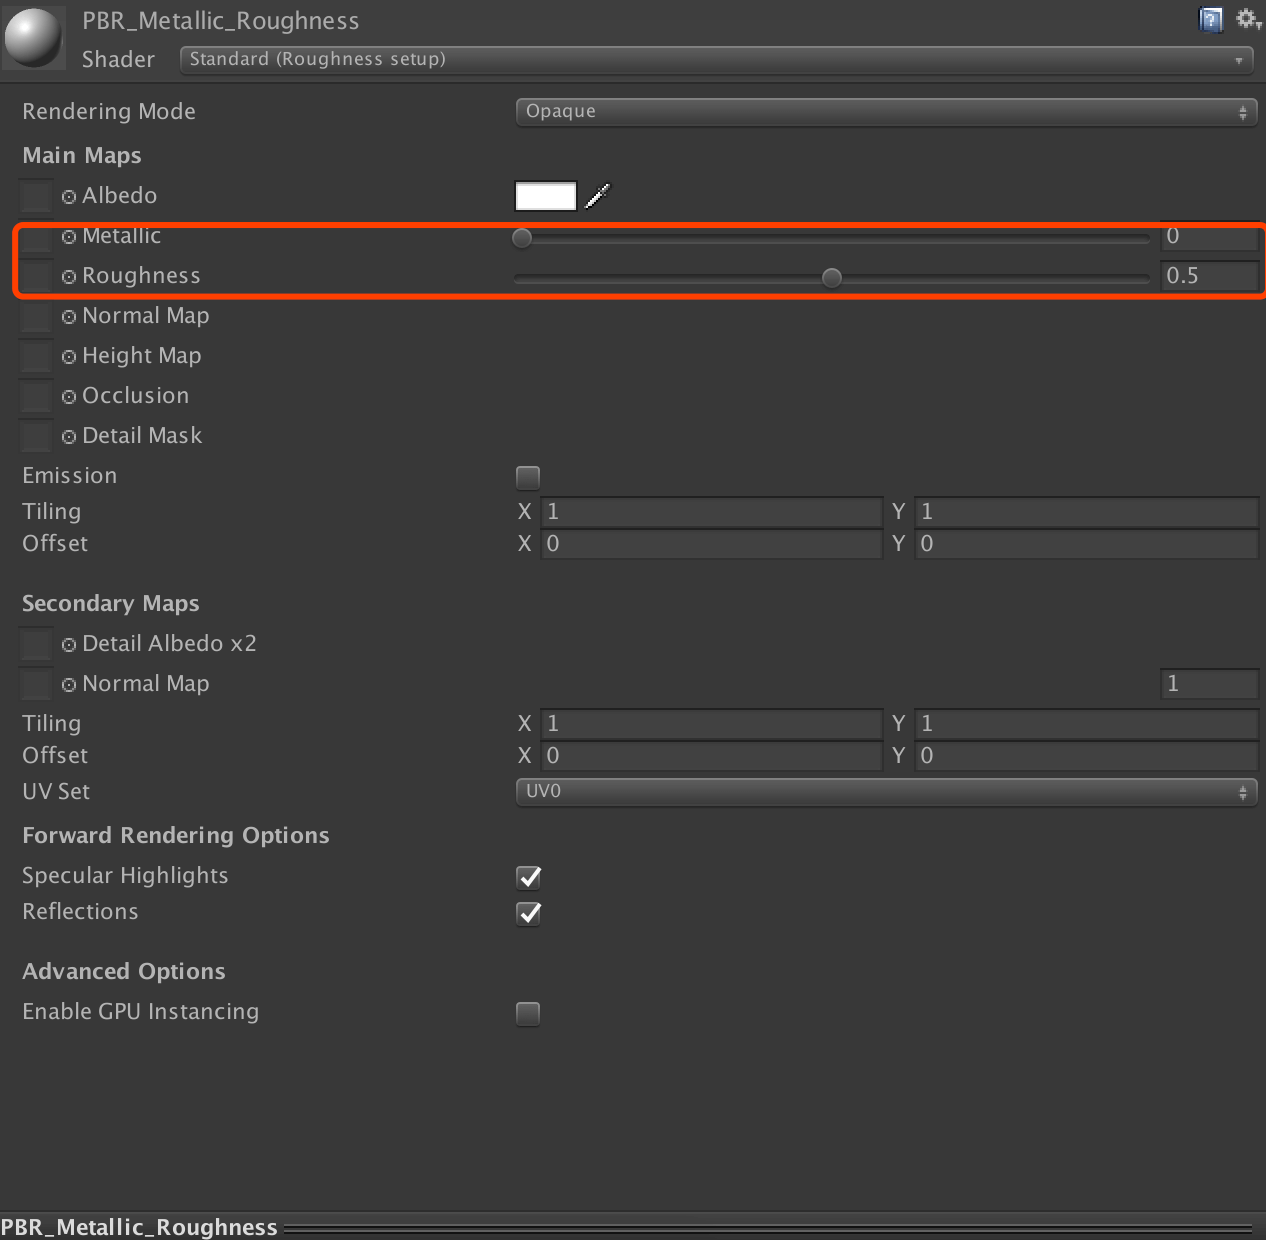 PBR_Metallic_Roughness
Shader Standard (Roughness setup)
Rendering Mode Opaque
Main Maps
Albedo
Metallic 0
Roughness 0.5
Normal Map
Height Map
Occlusion
Detail Mask
Emission
Tiling X 1 Y 1
Offset X 0 Y 0
Secondary Maps
Detail Albedo x2
Normal Map 1
Tiling X 1 Y 1
Offset X 0 Y 0
UV Set UV0
Forward Rendering Options
Specular Highlights
Reflections
Advanced Options
Enable GPU Instancing
PBR_Metallic_Roughness